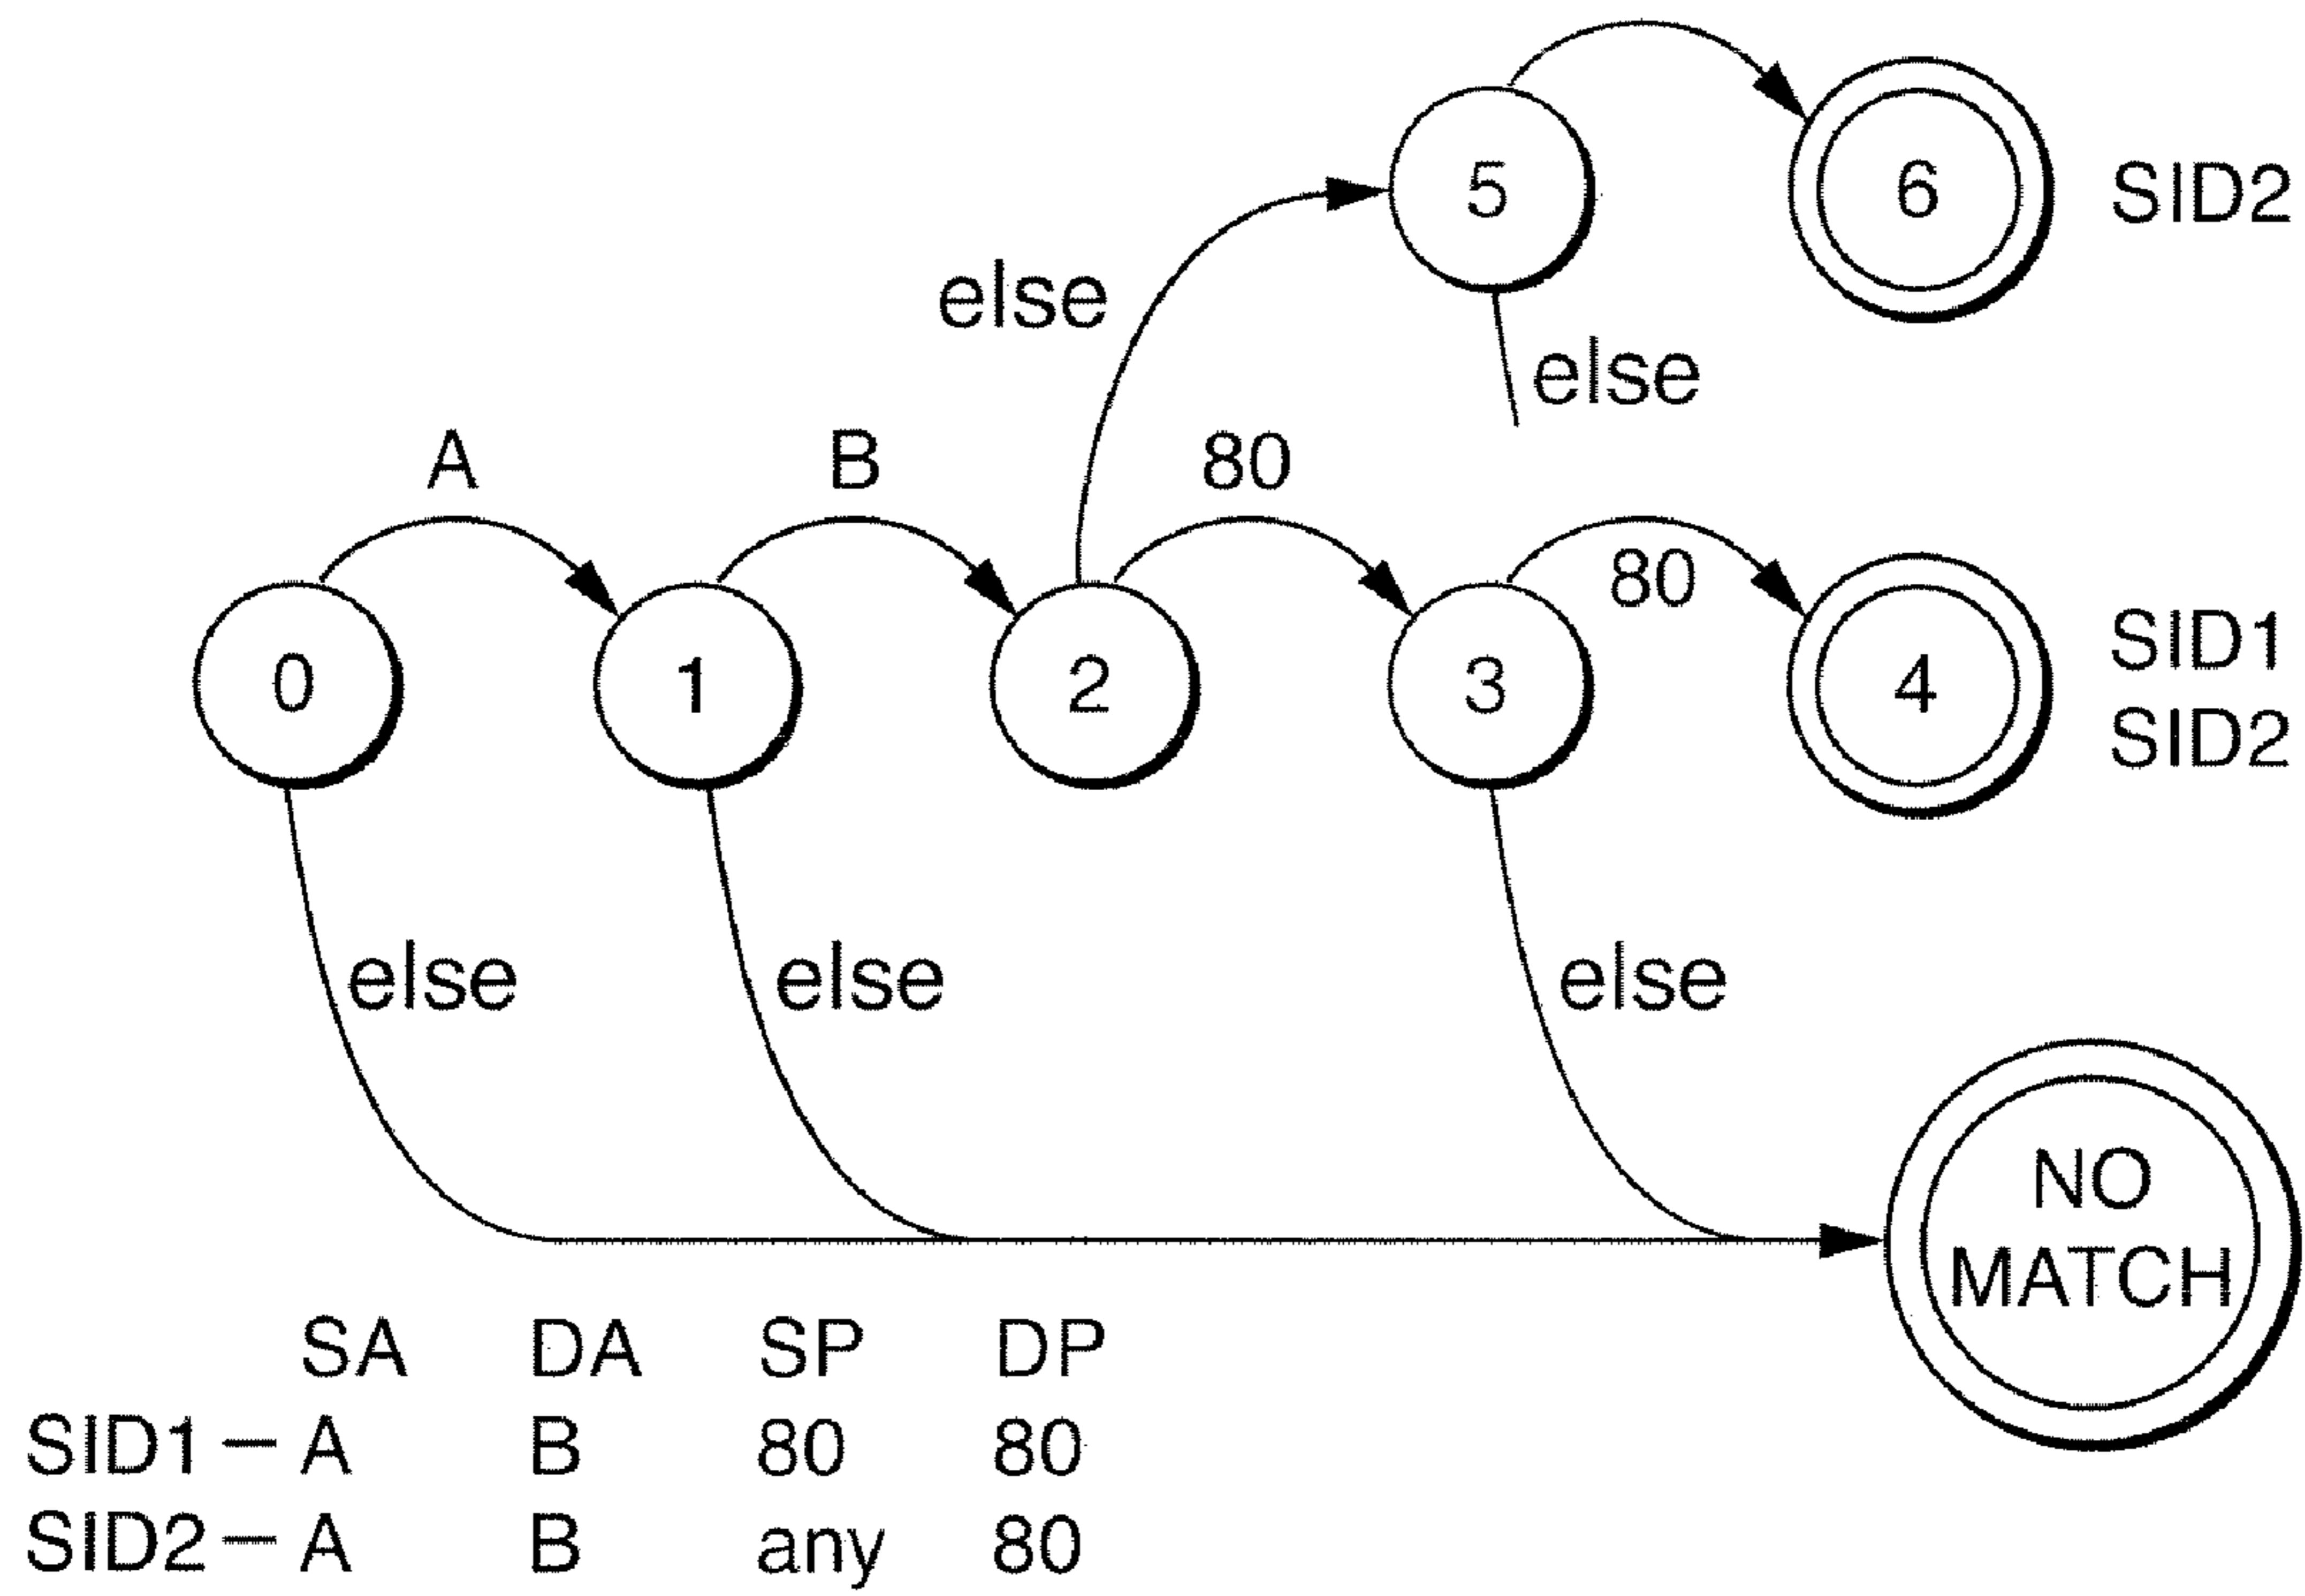 5
6
SID2
else
else
A
B
80
80
0
1
2
3
4
SID1
SID2
else
else
else
NO
MATCH
SA DA SP DP
SID1 — A B 80 80
SID2 — A B any 80